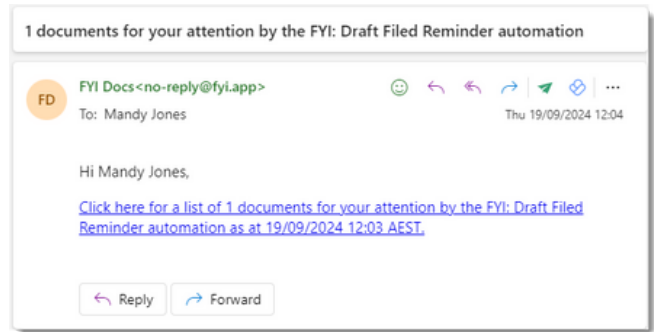 1 documents for your attention by the FYI: Draft Filed Reminder automation
FD
FYI Docs<no-reply@fyi.app>
To: Mandy Jones
Thu 19/09/2024 12:04
Hi Mandy Jones,
Click here for a list of 1 documents for your attention by the FYI: Draft Filed
Reminder automation as at 19/09/2024 12:03 AEST.
Reply
Forward